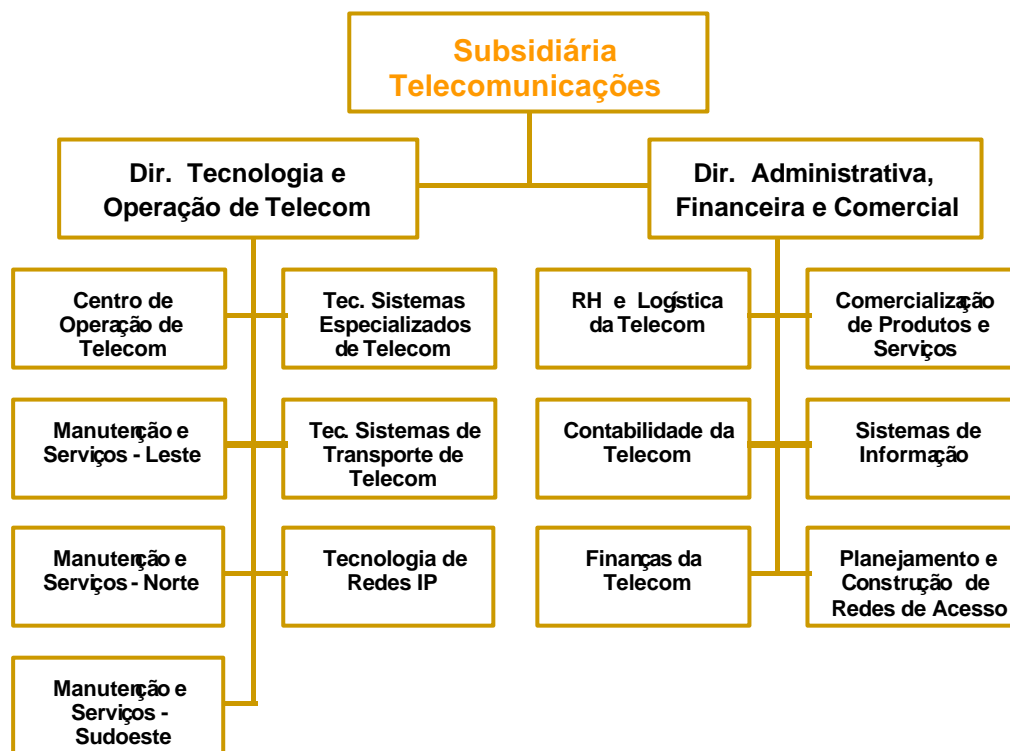 Subsidiária
Telecomunicações
Dir. Tecnologia e
Operação de Telecom
Dir. Administrativa,
Financeira e Comercial
Centro de
Operação de
Telecom
Tec. Sistemas
Especializados
de Telecom
RH e Logística
da Telecom
Comercialização
de Produtos e
Serviços
Manutenção e
Serviços - Leste
Tec. Sistemas de
Transporte de
Telecom
Contabilidade da
Telecom
Sistemas de
Informação
Manutenção e
Serviços - Norte
Tecnologia de
Redes IP
Finanças da
Telecom
Planejamento e
Construção de
Redes de Acesso
Manutenção e
Serviços -
Sudoeste